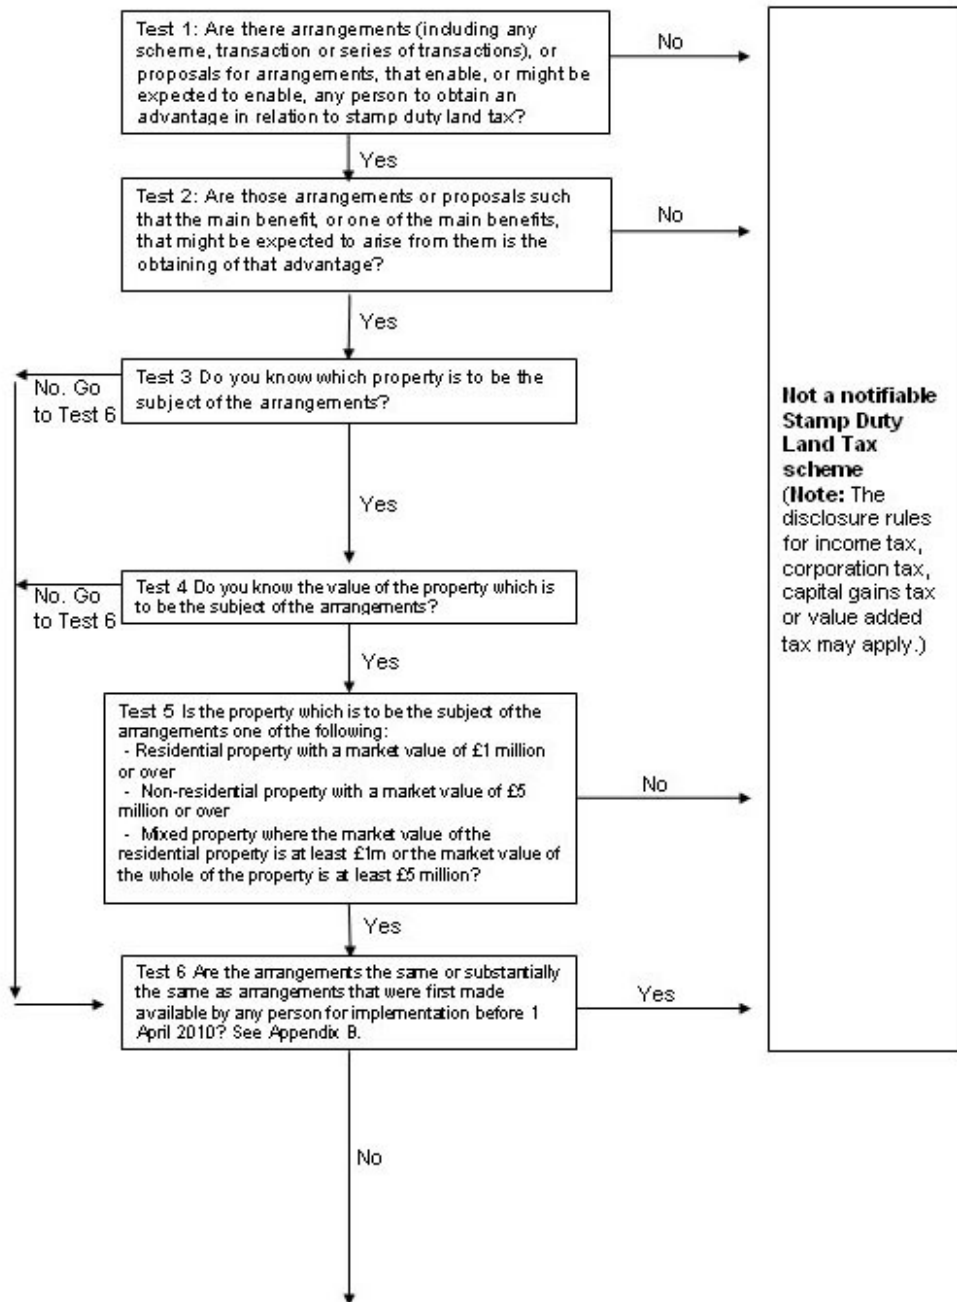 Test 1: Are there arrangements (including any
scheme, transaction or series of transactions), or
proposals for arrangements, that enable, or might be
expected to enable, any person to obtain an
advantage in relation to stamp duty land tax?
No
Yes
Test 2: Are those arrangements or proposals such
that the main benefit, or one of the main benefits,
that might be expected to arise from them is the
obtaining of that advantage?
No
Yes
Test 3 Do you know which property is to be the
subject of the arrangements?
No. Go
to Test 6
Yes
Test 4 Do you know the value of the property which is
to be the subject of the arrangements?
No. Go
to Test 6
Yes
Test 5 Is the property which is to be the subject of the
arrangements one of the following:
- Residential property with a market value of £1 million
or over
- Non-residential property with a market value of £5
million or over
- Mixed property where the market value of the
residential property is at least £1m or the market value of
the whole of the property is at least £5 million?
No
Yes
Test 6 Are the arrangements the same or substantially
the same as arrangements that were first made
available by any person for implementation before 1
April 2010? See Appendix B.
Yes
No
Not a notifiable
Stamp Duty
Land Tax
scheme
(Note: The
disclosure rules
for income tax,
corporation tax,
capital gains tax
or value added
tax may apply.)